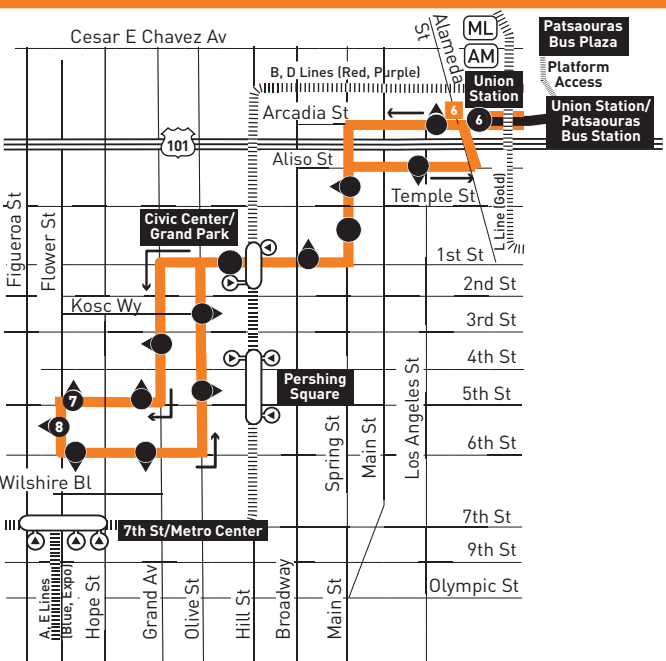 Cesar E Chavez Av
Alameda
St
ML
AM
Patsaouras
Bus Plaza
Platform
Access
B, D Lines (Red, Purple)
Union
Station
Union Station/
Patsaouras
Bus Station
Arcadia St
6
6
101
Aliso St
Temple St
L Line (Gold)
Figueroa St
Flower St
Civic Center/
Grand Park
1st St
2nd St
Kosc Wy
3rd St
4th St
Pershing
Square
5th St
7
8
6th St
Spring St
Main St
Los Angeles St
Wilshire Bl
7th St/Metro Center
7th St
9th St
Olympic St
A, E Lines
(Blue, Expo)
Hope St
Grand Av
Olive St
Hill St
Broadway
Main St